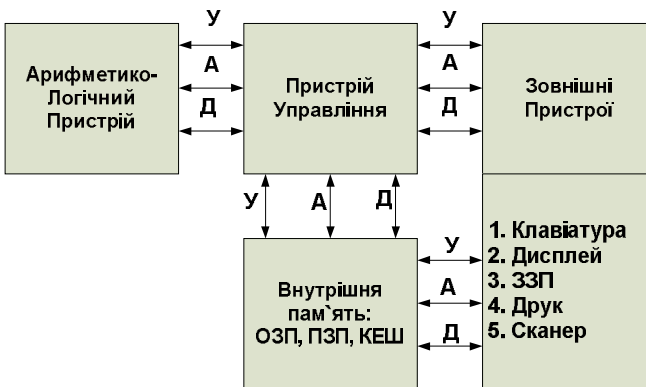 У
У
Арифметико-
Логічний
Пристрій
А
Д
Пристрій
Управління
А
Д
Зовнішні
Пристрої
У
А
Д
Внутрішня
пам`ять:
ОЗП, ПЗП, КЕШ
У
А
Д
1. Клавіатура
2. Дисплей
3. ЗЗП
4. Друк
5. Сканер